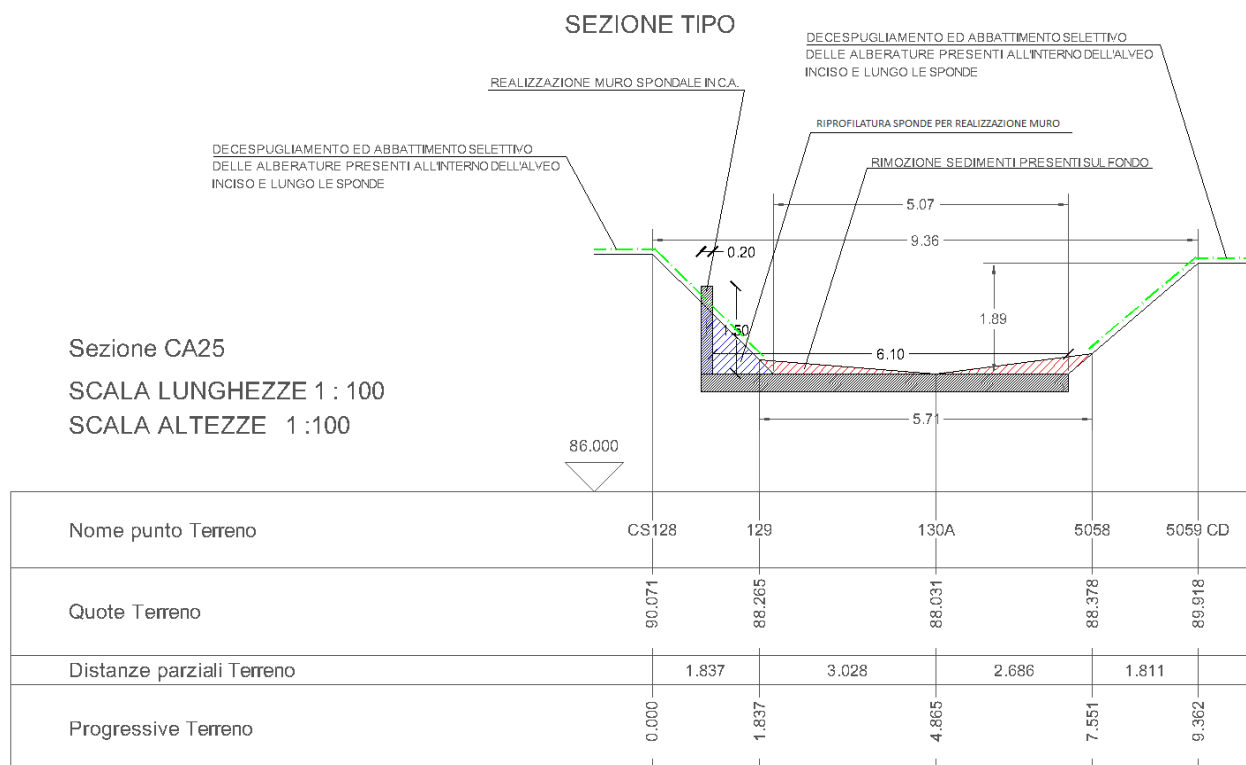 SEZIONE TIPO
DECESPUGLIAMENTO ED ABBATTIMENTO SELETTIVO
DELLE ALBERATURE PRESENTI ALL'INTERNO DELL'ALVEO
INCISO E LUNGO LE SPONDE
REALIZZAZIONE MURO SPONDALE IN CA.
RIPROFILATURA SPONDE PER REALIZZAZIONE MURO
DECESPUGLIAMENTO ED ABBATTIMENTO SELETTIVO
DELLE ALBERATURE PRESENTI ALL'INTERNO DELL'ALVEO
INCISO E LUNGO LE SPONDE
RIMOZIONE SEDIMENTI PRESENTI SUL FONDO
5.07
9.36
0.20
1.89
1.50
6.10
5.71
Sezione CA25
SCALA LUNGHEZZE 1 : 100
SCALA ALTEZZE 1 :100
86.000
Nome punto Terreno CS128 129 130A 5058 5059 CD
Quote Terreno 90.071 88.265 88.031 88.378 89.918
Distanze parziali Terreno 1.837 3.028 2.686 1.811
Progressive Terreno 0.000 1.837 4.865 7.551 9.362